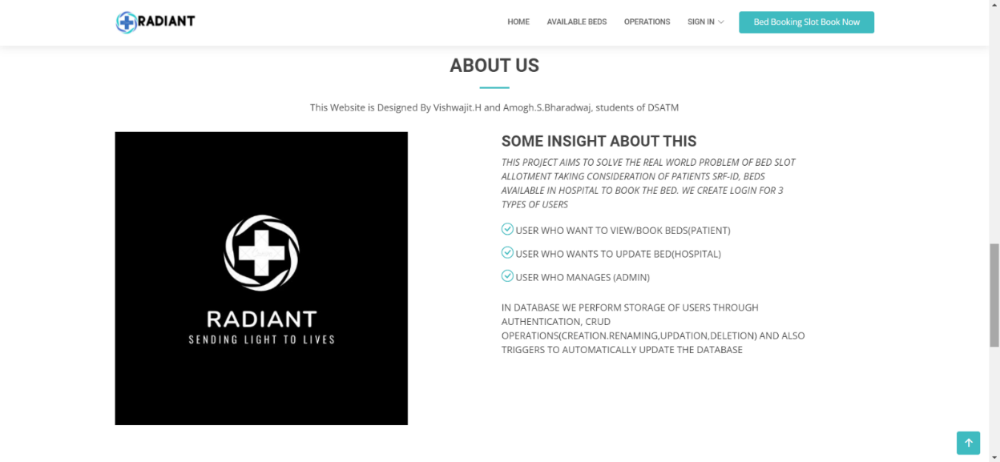 RADIANT
HOME AVAILABLE BEDS OPERATIONS SIGN IN Bed Booking Slot Book Now
ABOUT US
This Website is Designed By Vishwajit.H and Amogh.S.Bharadwaj, students of DSATM
RADIANT
SENDING LIGHT TO LIVES
SOME INSIGHT ABOUT THIS
THIS PROJECT AIMS TO SOLVE THE REAL WORLD PROBLEM OF BED SLOT
ALLOTMENT TAKING CONSIDERATION OF PATIENTS SRF-ID, BEDS
AVAILABLE IN HOSPITAL TO BOOK THE BED. WE CREATE LOGIN FOR 3
TYPES OF USERS
USER WHO WANT TO VIEW/BOOK BEDS(PATIENT)
USER WHO WANTS TO UPDATE BED(HOSPITAL)
USER WHO MANAGES (ADMIN)
IN DATABASE WE PERFORM STORAGE OF USERS THROUGH
AUTHENTICATION, CRUD
OPERATIONS(CREATION.RENAMING,UPDATION,DELETION) AND ALSO
TRIGGERS TO AUTOMATICALLY UPDATE THE DATABASE